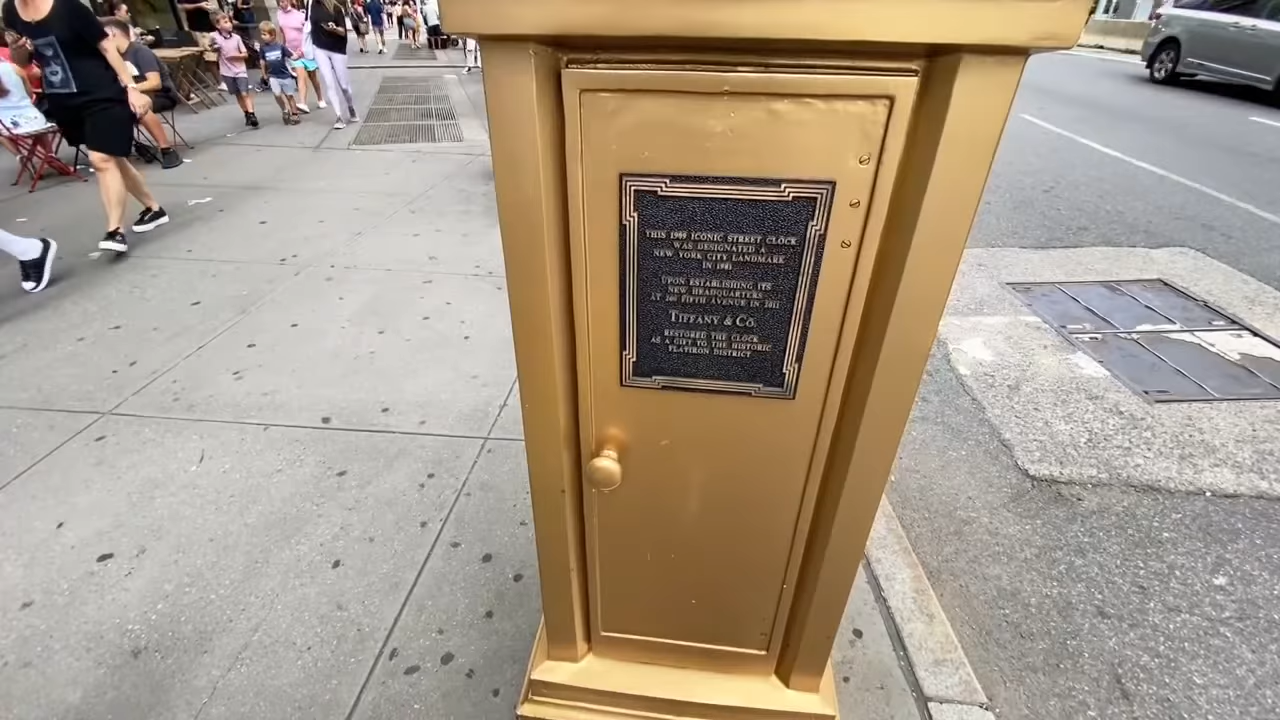 THIS 1909 ICONIC STREET CLOCK
WAS DESIGNATED A
NEW YORK CITY LANDMARK
IN 1981
UPON ESTABLISHING ITS
NEW HEADQUARTERS
AT 200 FIFTH AVENUE IN 2011
TIFFANY & CO.
RESTORED THE CLOCK
AS A GIFT TO THE HISTORIC
FLATIRON DISTRICT